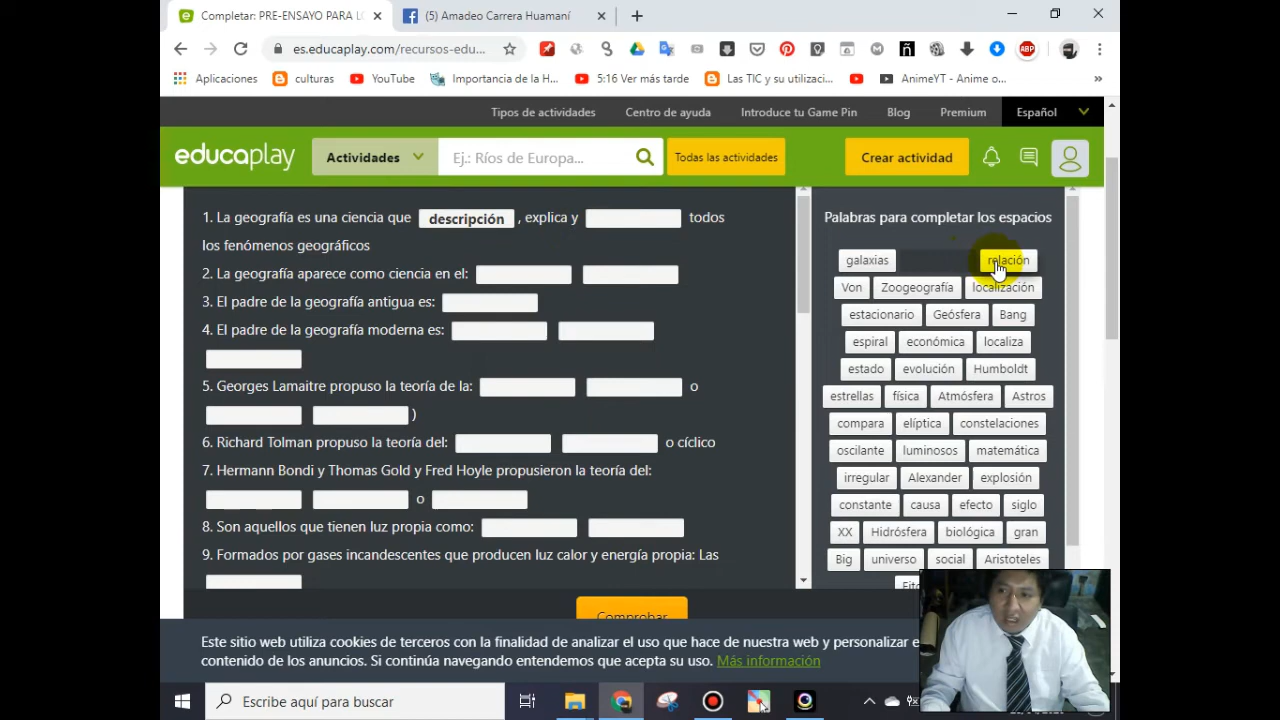 Completar: PRE-ENSAYO PARA L
(5) Amadeo Carrera Huamaní
es.educaplay.com/recursos-edu...
ABP
Aplicaciones
culturas
YouTube
Importancia de la H...
5:16 Ver más tarde
Las TIC y su utilizaci...
AnimeYT - Anime o...
Tipos de actividades
Centro de ayuda
Introduce tu Game Pin
Blog
Premium
Español
educaplay
Actividades
Ej.: Ríos de Europa...
Todas las actividades
Crear actividad
1. La geografía es una ciencia que descripción , explica y todos
los fenómenos geográficos
2. La geografía aparece como ciencia en el:
3. El padre de la geografía antigua es:
4. El padre de la geografía moderna es:
5. Georges Lamaitre propuso la teoría de la: o
)
6. Richard Tolman propuso la teoría del: o cíclico
7. Hermann Bondi y Thomas Gold y Fred Hoyle propusieron la teoría del:
o
8. Son aquellos que tienen luz propia como:
9. Formados por gases incandescentes que producen luz calor y energía propia: Las
Comprobar
Palabras para completar los espacios
galaxias relación
Von Zoogeografía localización
estacionario Geósfera Bang
espiral económica localiza
estado evolución Humboldt
estrellas física Atmósfera Astros
compara elíptica constelaciones
oscilante luminosos matemática
irregular Alexander explosión
constante causa efecto siglo
XX Hidrósfera biológica gran
Big universo social Aristoteles
Este sitio web utiliza cookies de terceros con la finalidad de analizar el uso que hace de nuestra web y personalizar e
contenido de los anuncios. Si continúa navegando entendemos que acepta su uso. Más información
Escribe aquí para buscar